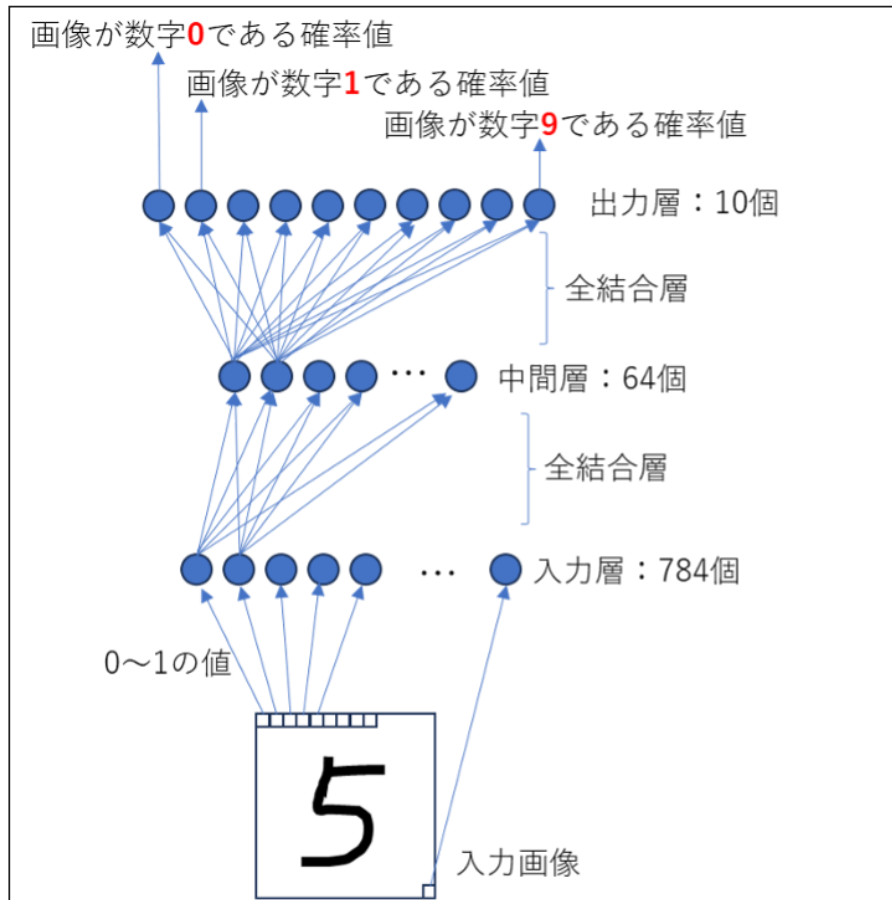 画像が数字0である確率値
画像が数字1である確率値
画像が数字9である確率値
出力層：10個
全結合層
… 中間層：64個
全結合層
… 入力層：784個
0～1の値
5
入力画像